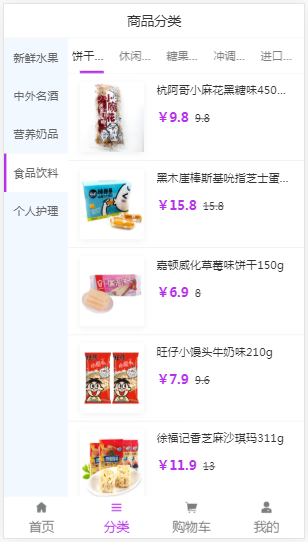 商品分类
新鲜水果
中外名酒
营养奶品
食品饮料
个人护理
饼干...
休闲...
糖果...
冲调...
进口...
杭阿哥小麻花黑糖味450...
￥9.8 9.8
黑木崖棒斯基吮指芝士蛋...
￥15.8 15.8
嘉顿威化草莓味饼干150g
￥6.9 8
旺仔小馒头牛奶味210g
￥7.9 9.6
徐福记香芝麻沙琪玛311g
￥11.9 13
首页
分类
购物车
我的